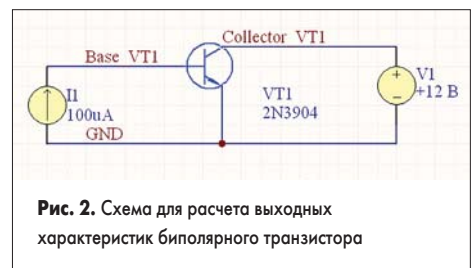 Collector VT1
Base VT1
I1
100uA
GND
VT1
2N3904
V1
+12 В
Рис. 2. Схема для расчета выходных
характеристик биполярного транзистора